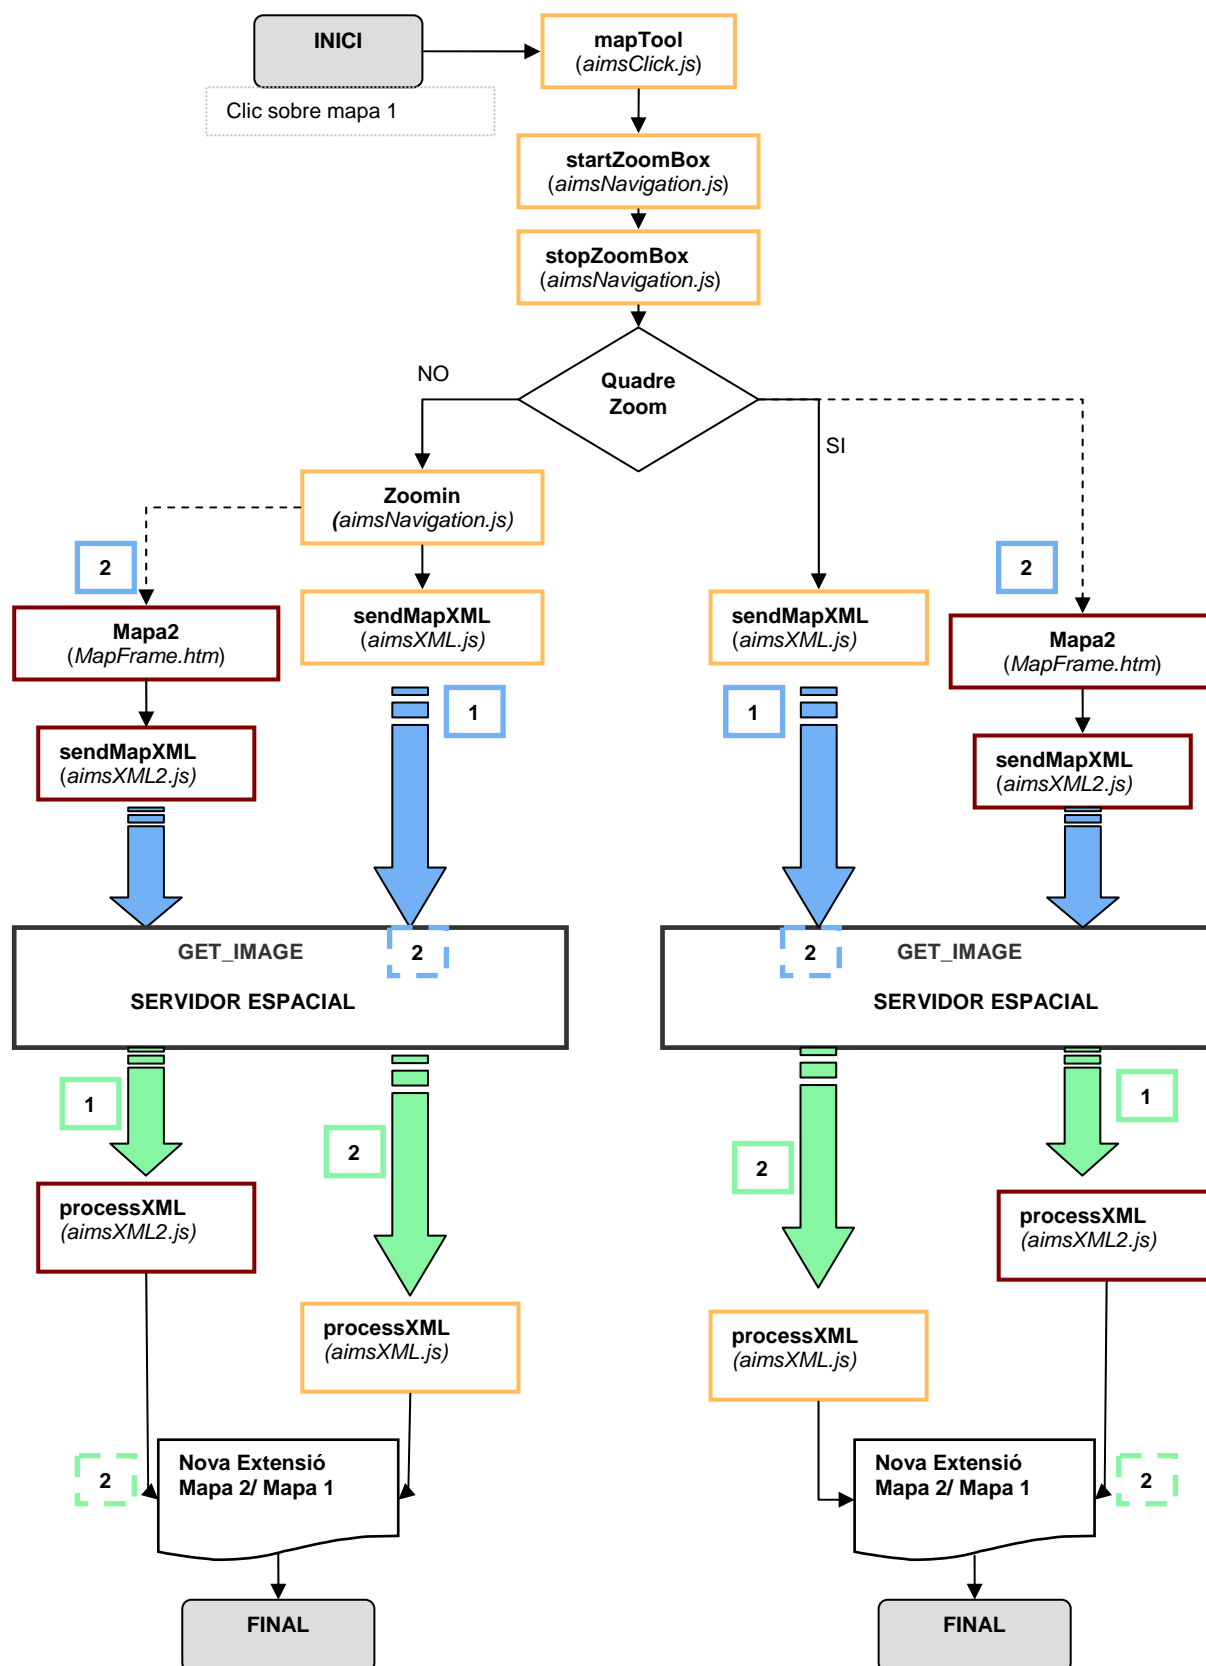 INICI
mapTool
(aimsClick.js)
Clic sobre mapa 1
startZoomBox
(aimsNavigation.js)
stopZoomBox
(aimsNavigation.js)
NO
Quadre
Zoom
SI
Zoomin
(aimsNavigation.js)
2
2
Mapa2
(MapFrame.htm)
sendMapXML
(aimsXML.js)
sendMapXML
(aimsXML.js)
Mapa2
(MapFrame.htm)
1
1
sendMapXML
(aimsXML2.js)
sendMapXML
(aimsXML2.js)
GET_IMAGE
2
2
GET_IMAGE
SERVIDOR ESPACIAL
SERVIDOR ESPACIAL
1
1
2
2
processXML
(aimsXML2.js)
processXML
(aimsXML2.js)
processXML
(aimsXML.js)
processXML
(aimsXML.js)
2
Nova Extensió
Mapa 2/ Mapa 1
Nova Extensió
Mapa 2/ Mapa 1
2
FINAL
FINAL